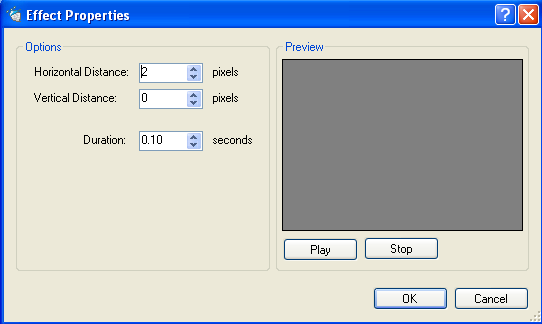 Effect Properties
?
Options
Horizontal Distance: 2 pixels
Vertical Distance: 0 pixels
Duration: 0.10 seconds
Preview
Play Stop
OK Cancel